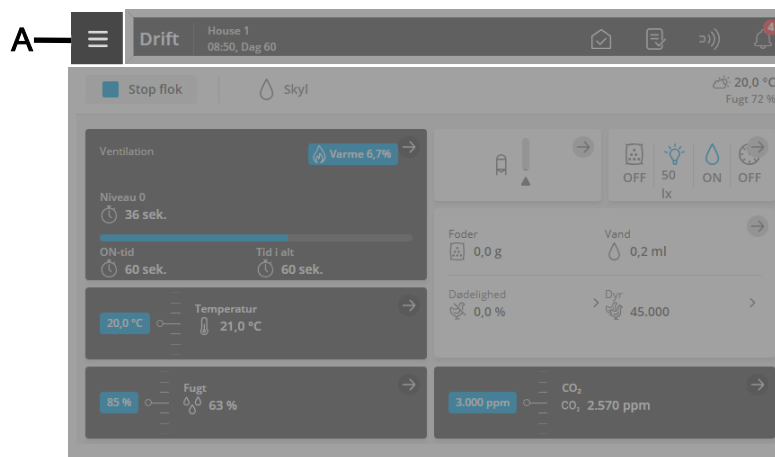 A
Drift
House 1
08:50, Dag 60
4
Stop flok
Skyl
20,0 °C
Fugt 72 %
Ventilation
Varme 6,7%
Niveau 0
36 sek.
ON-tid
Tid i alt
60 sek.
60 sek.
OFF
50
lx
ON
OFF
Foder
Vand
0,0 g
0,2 ml
Dødelighed
Dyr
0,0 %
45.000
20,0 °C
Temperatur
21,0 °C
85 %
Fugt
63 %
3.000 ppm
CO₂
CO₂ 2.570 ppm